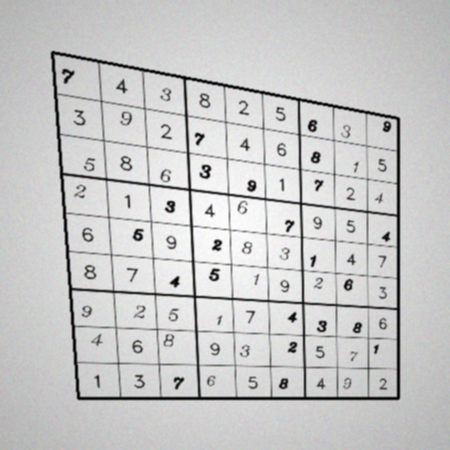 7 4 3 8 2 5 6 3 9
3 9 2 7 4 6 8 1 5
5 8 6 3 9 1 7 2 4
2 1 3 4 6 7 9 5 4
6 5 9 2 8 3 1 4 7
8 7 4 5 1 9 2 6 3
9 2 5 1 7 4 3 8 6
4 6 8 9 3 2 5 7 1
1 3 7 6 5 8 4 9 2